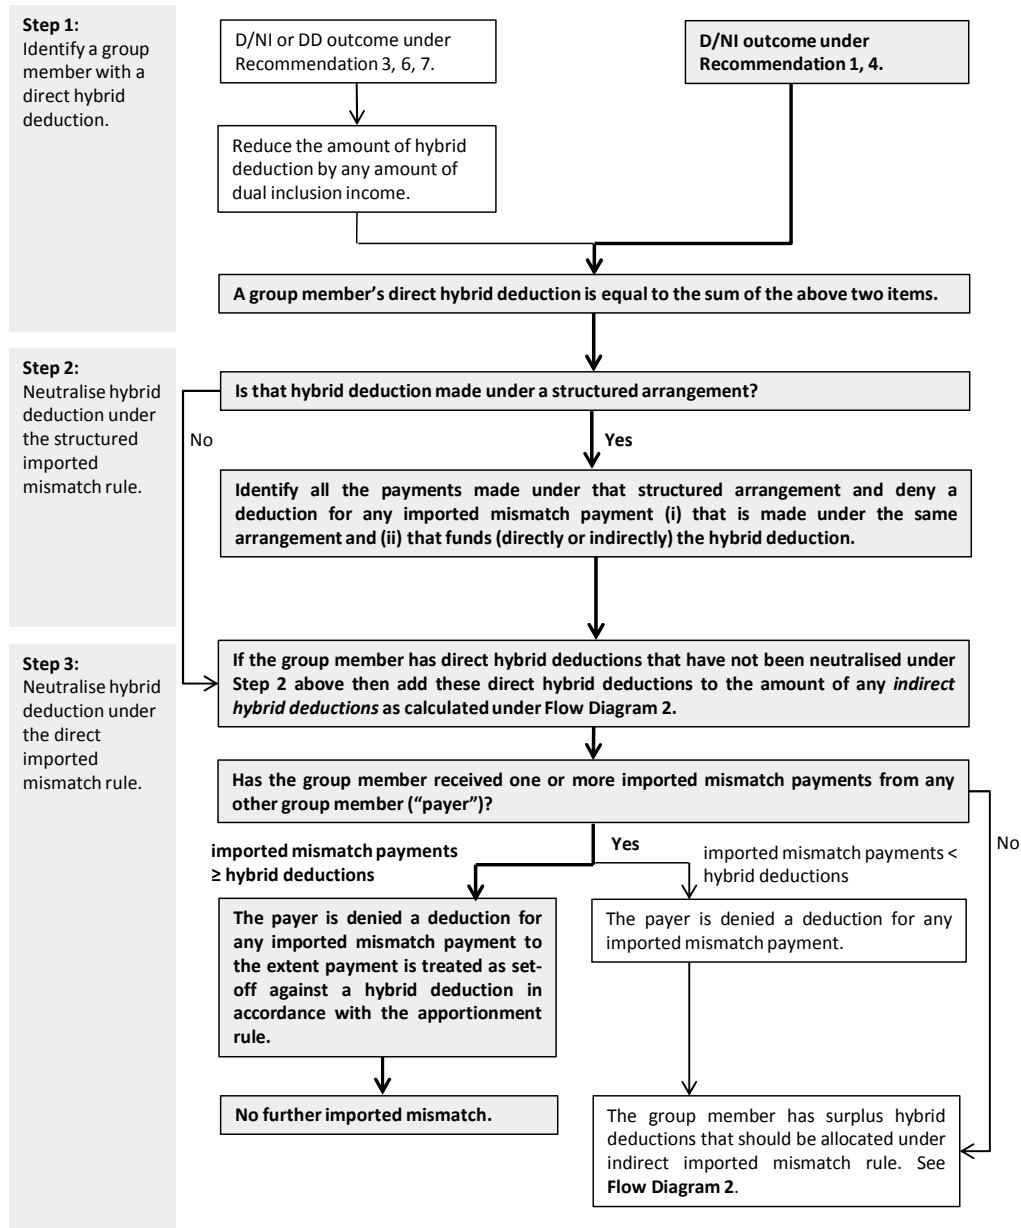 Step 1:
Identify a group
member with a
direct hybrid
deduction.
D/NI or DD outcome under
Recommendation 3, 6, 7.
D/NI outcome under
Recommendation 1, 4.
Reduce the amount of hybrid
deduction by any amount of
dual inclusion income.
A group member’s direct hybrid deduction is equal to the sum of the above two items.
Step 2:
Neutralise hybrid
deduction under
the structured
imported
mismatch rule.
Is that hybrid deduction made under a structured arrangement?
No
Yes
Identify all the payments made under that structured arrangement and deny a
deduction for any imported mismatch payment (i) that is made under the same
arrangement and (ii) that funds (directly or indirectly) the hybrid deduction.
Step 3:
Neutralise hybrid
deduction under
the direct
imported
mismatch rule.
If the group member has direct hybrid deductions that have not been neutralised under
Step 2 above then add these direct hybrid deductions to the amount of any indirect
hybrid deductions as calculated under Flow Diagram 2.
Has the group member received one or more imported mismatch payments from any
other group member (“payer”)?
No
Yes
imported mismatch payments
≥ hybrid deductions
imported mismatch payments <
hybrid deductions
The payer is denied a deduction for
any imported mismatch payment to
the extent payment is treated as set-
off against a hybrid deduction in
accordance with the apportionment
rule.
The payer is denied a deduction for any
imported mismatch payment.
No further imported mismatch.
The group member has surplus hybrid
deductions that should be allocated under
indirect imported mismatch rule. See
Flow Diagram 2.